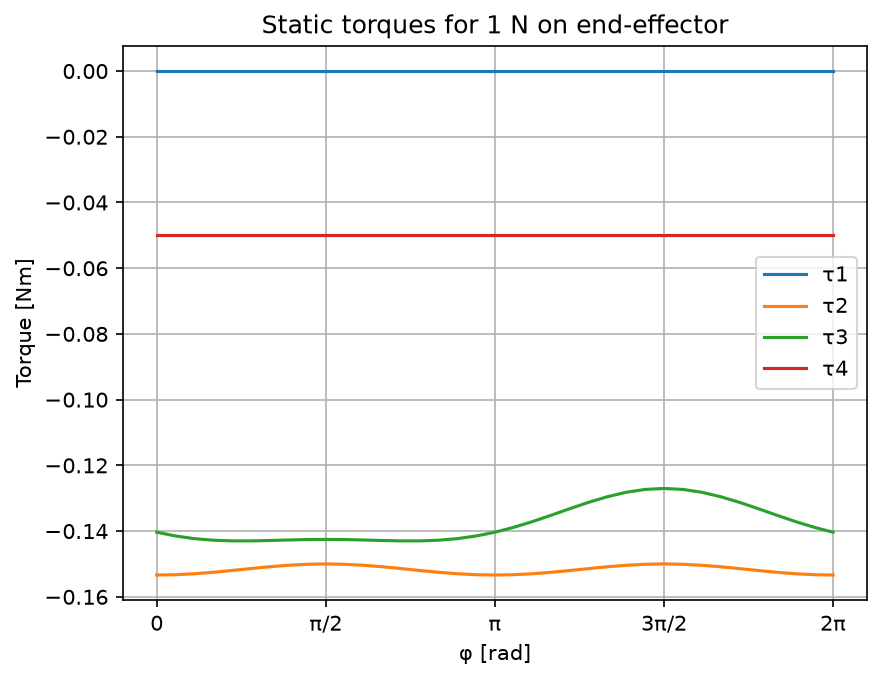 Static torques for 1 N on end-effector
Torque [Nm]
0.00
−0.02
−0.04
−0.06
−0.08
−0.10
−0.12
−0.14
−0.16
τ1
τ2
τ3
τ4
0 π/2 π 3π/2 2π
φ [rad]